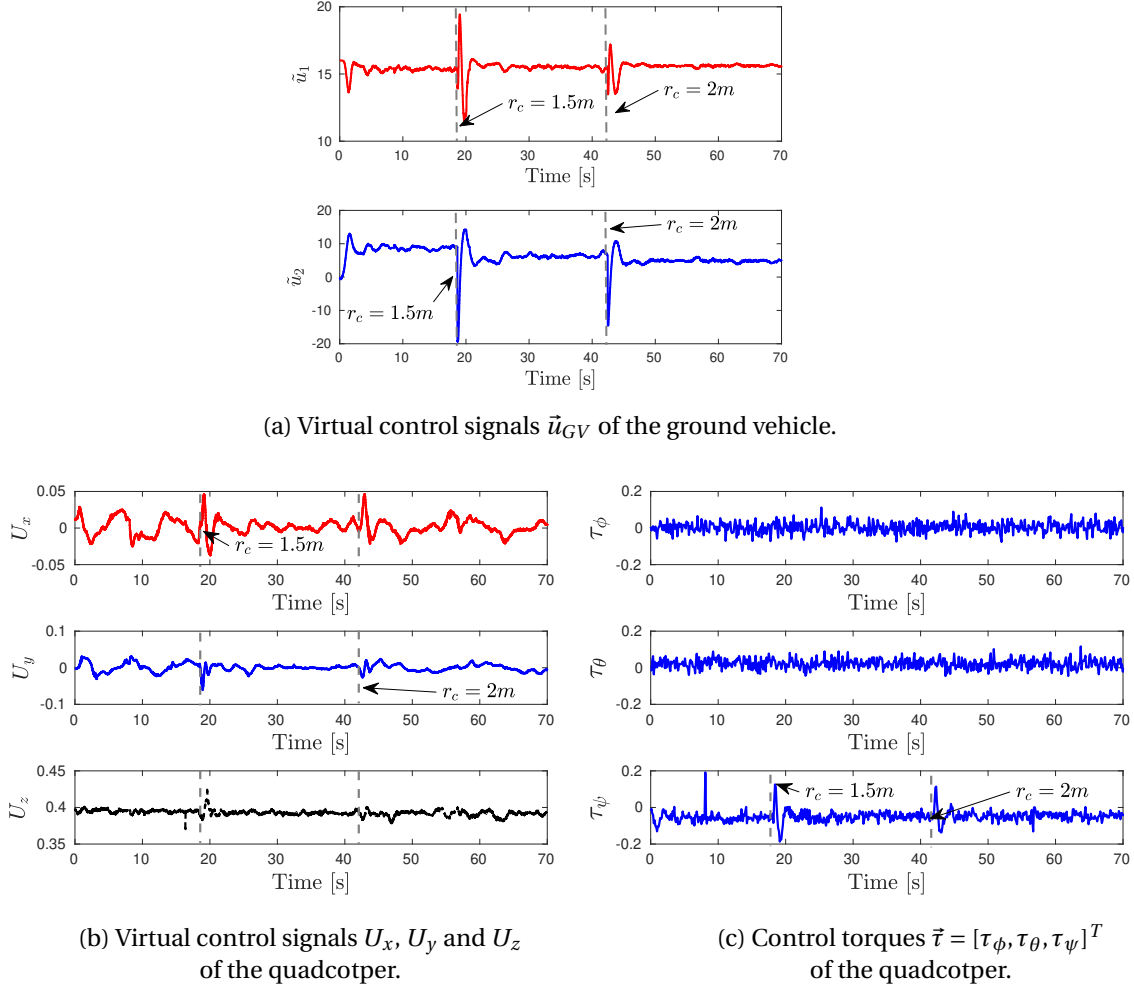 20
15
10
ũ₁
r_c = 1.5m
r_c = 2m
0 10 20 30 40 50 60 70
Time [s]
20
10
0
-10
-20
ũ₂
r_c = 2m
r_c = 1.5m
0 10 20 30 40 50 60 70
Time [s]
(a) Virtual control signals u⃗_GV of the ground vehicle.
0.05
0
-0.05
U_x
r_c = 1.5m
0 10 20 30 40 50 60 70
Time [s]
0.1
0
-0.1
U_y
r_c = 2m
0 10 20 30 40 50 60 70
Time [s]
0.45
0.4
0.35
U_z
0 10 20 30 40 50 60 70
Time [s]
(b) Virtual control signals U_x, U_y and U_z
of the quadcotper.
0.2
0
-0.2
τ_ϕ
0 10 20 30 40 50 60 70
Time [s]
0.2
0
-0.2
τ_θ
0 10 20 30 40 50 60 70
Time [s]
0.2
0
-0.2
τ_ψ
r_c = 1.5m
r_c = 2m
0 10 20 30 40 50 60 70
Time [s]
(c) Control torques τ⃗ = [τ_ϕ, τ_θ, τ_ψ]^T
of the quadcotper.